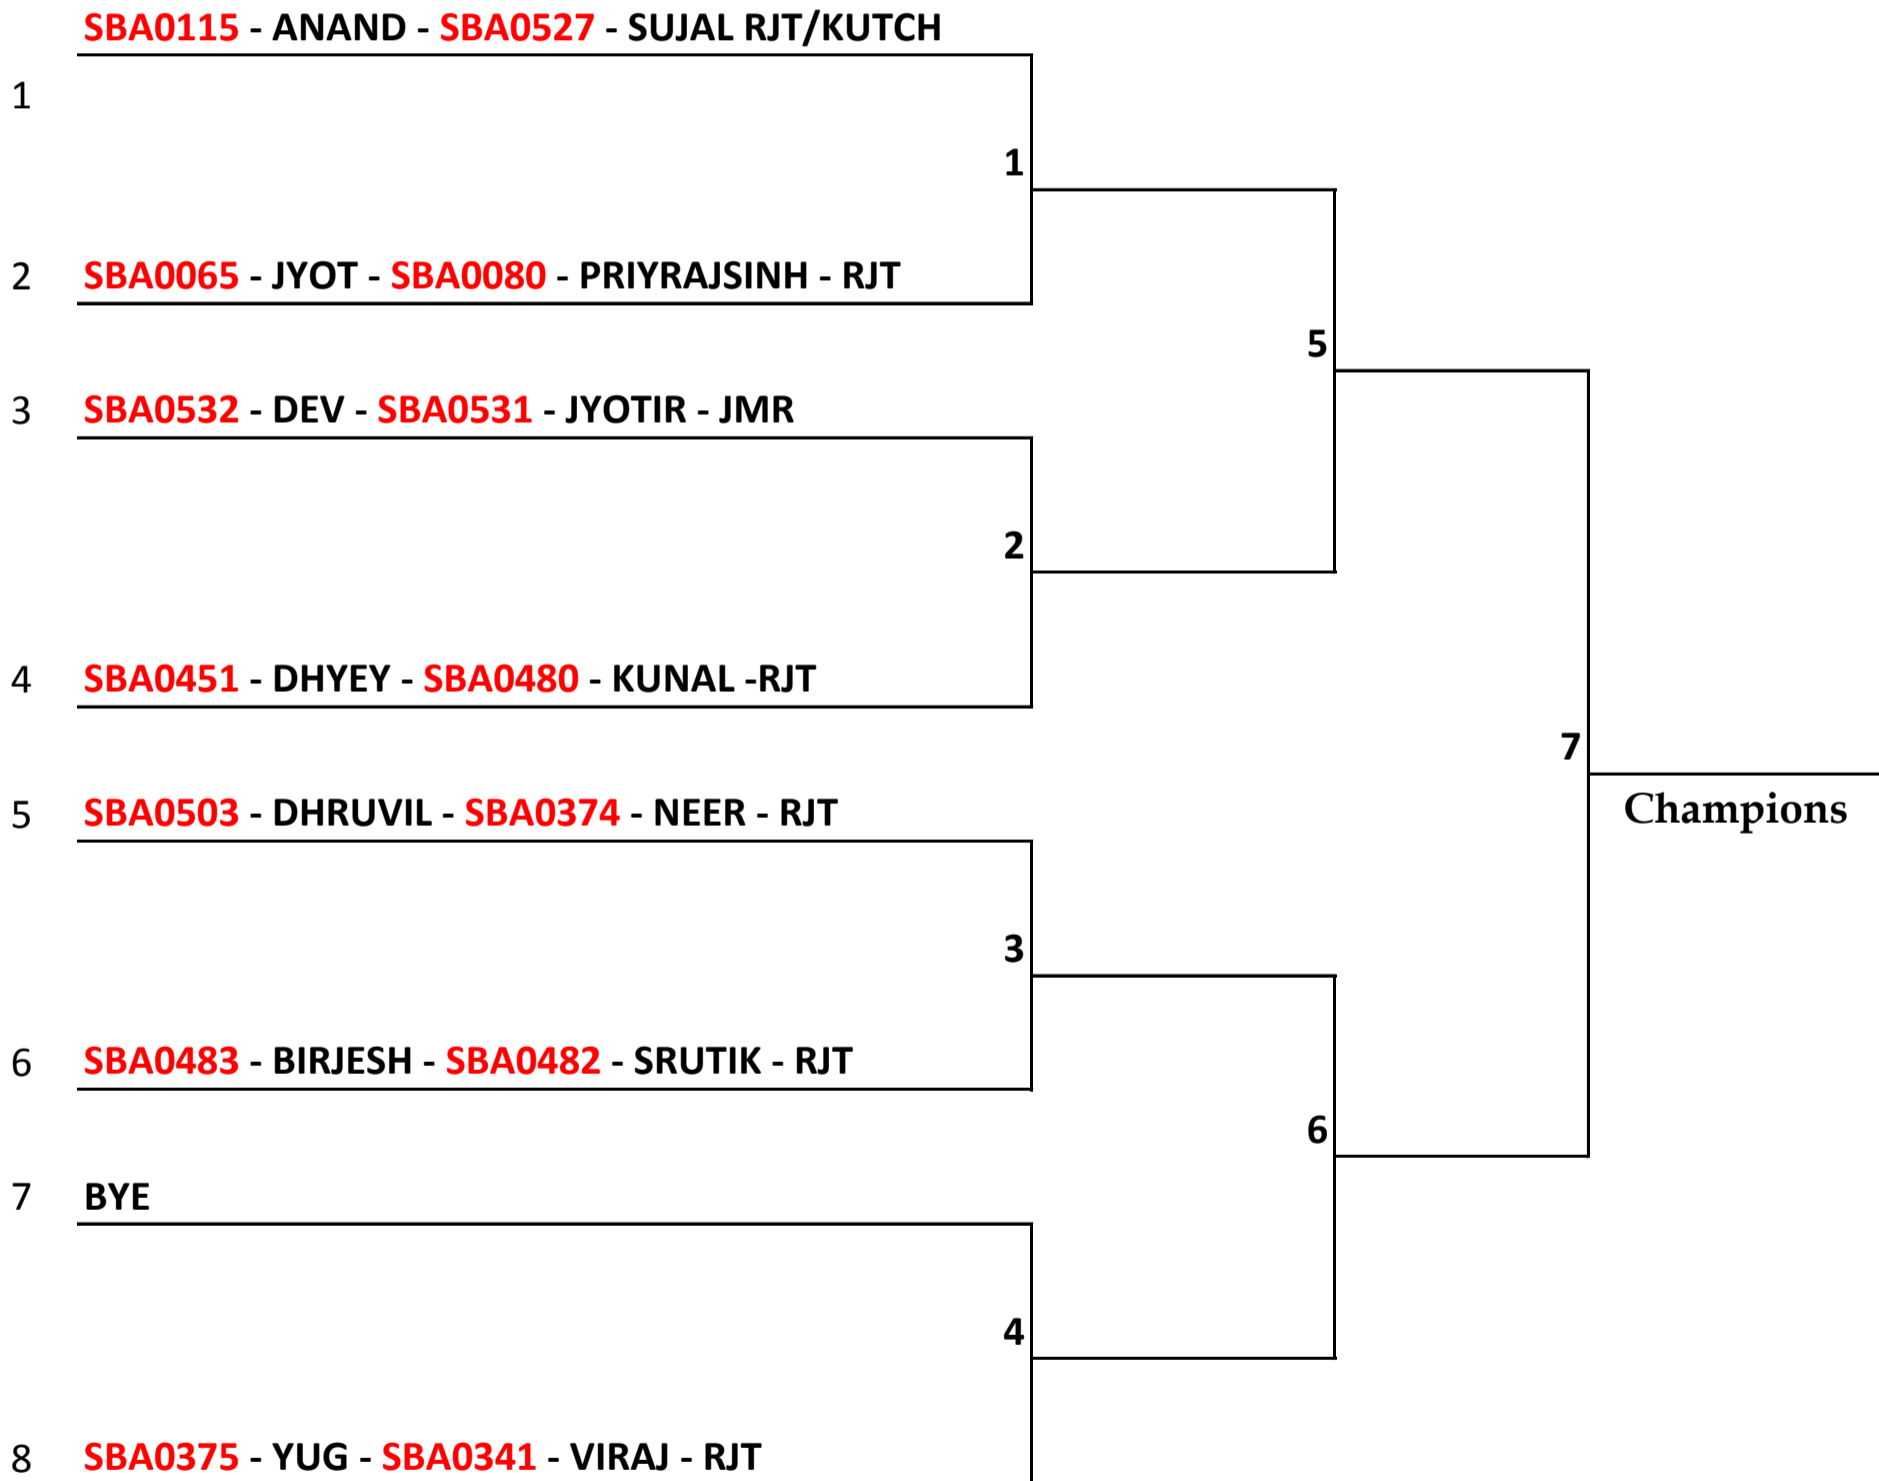 SBA0115 - ANAND - SBA0527 - SUJAL RJT/KUTCH
1
1
2 SBA0065 - JYOT - SBA0080 - PRIYRAJSINH - RJT
5
3 SBA0532 - DEV - SBA0531 - JYOTIR - JMR
2
4 SBA0451 - DHYEY - SBA0480 - KUNAL -RJT
7
Champions
5 SBA0503 - DHRUVIL - SBA0374 - NEER - RJT
3
6 SBA0483 - BIRJESH - SBA0482 - SRUTIK - RJT
6
7 BYE
4
8 SBA0375 - YUG - SBA0341 - VIRAJ - RJT